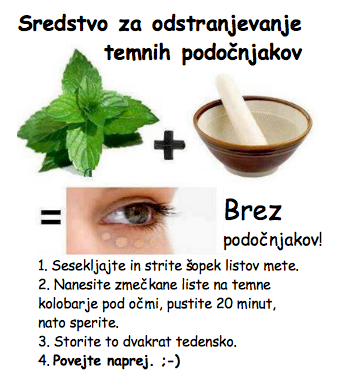 Sredstvo za odstranjevanje
temnih podočnjakov
+
=
Brez
podočnjakov!
1. Sesekljajte in strite šopek listov mete.
2. Nanesite zmečkane liste na temne
kolobarje pod očmi, pustite 20 minut,
nato sperite.
3. Storite to dvakrat tedensko.
4. Povejte naprej. ;-)